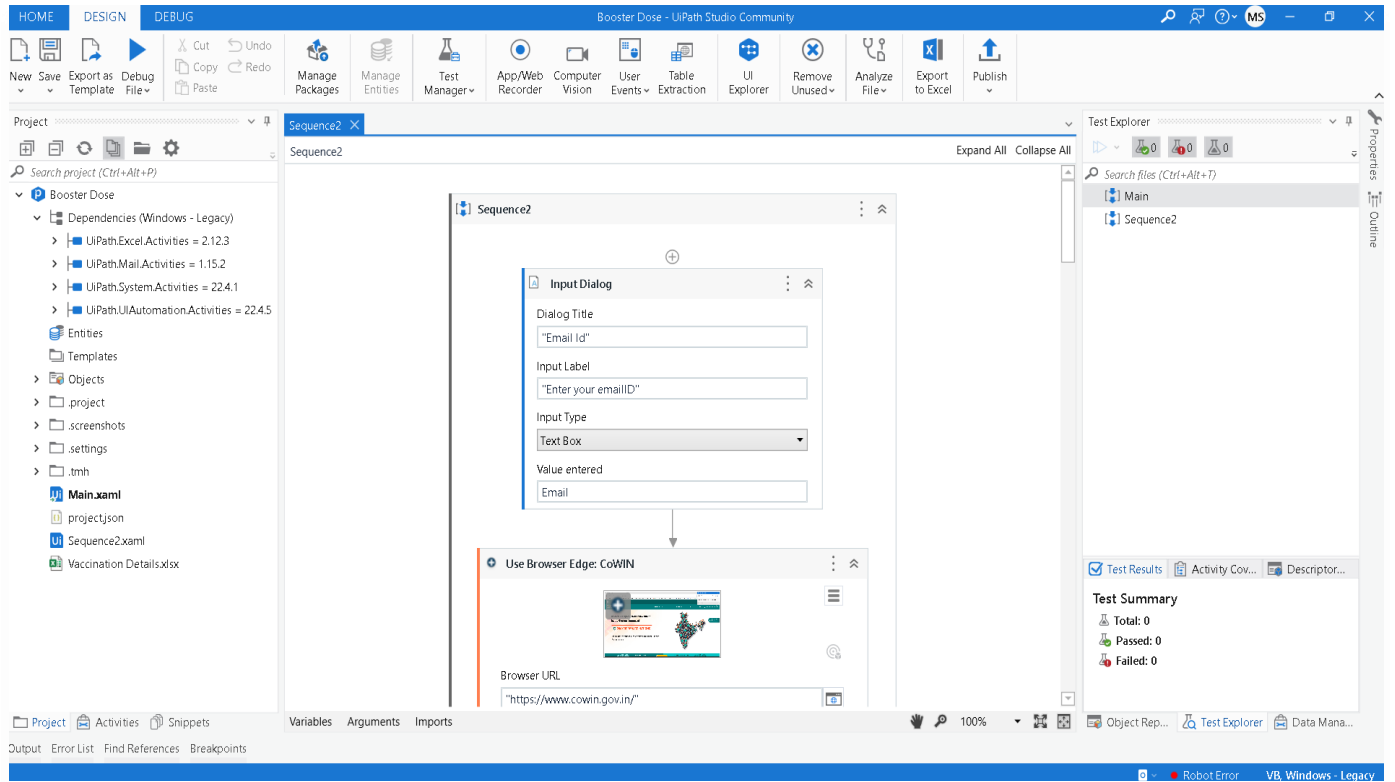 HOME DESIGN DEBUG Booster Dose - UiPath Studio Community MS
New Save Export as Template Debug File Cut Copy Paste Undo Redo Manage Packages Manage Entities Test Manager App/Web Recorder Computer Vision User Events Table Extraction UI Explorer Remove Unused Analyze File Export to Excel Publish
Project
Search project (Ctrl+Alt+P)
Booster Dose
Dependencies (Windows - Legacy)
UiPath.Excel.Activities = 2.12.3
UiPath.Mail.Activities = 1.15.2
UiPath.System.Activities = 22.4.1
UiPath.UIAutomation.Activities = 22.4.5
Entities
Templates
Objects
.project
.screenshots
.settings
.tmh
Main.xaml
project.json
Sequence2.xaml
Vaccination Details.xlsx
Project Activities Snippets
Sequence2
Sequence2 Expand All Collapse All
Sequence2
Input Dialog
Dialog Title
"Email Id"
Input Label
"Enter your emailID"
Input Type
Text Box
Value entered
Email
Use Browser Edge: CoWIN
Browser URL
"https://www.cowin.gov.in/"
Variables Arguments Imports 100%
Test Explorer
0 0 0
Search files (Ctrl+Alt+T)
Main
Sequence2
Test Results Activity Cov... Descriptor...
Test Summary
Total: 0
Passed: 0
Failed: 0
Object Rep... Test Explorer Data Mana...
Properties
Outline
Output Error List Find References Breakpoints
0 Robot Error VB, Windows - Legacy